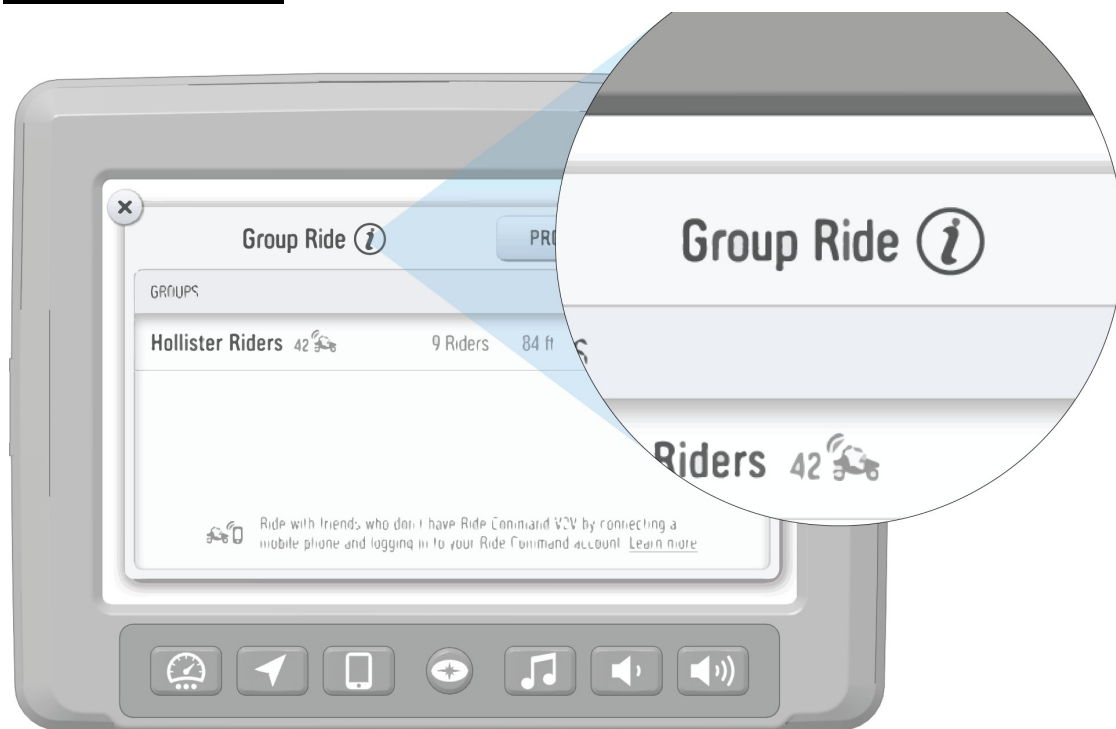 Group Ride
PRO
GROUPS
Hollister Riders 42 9 Riders 84 ft
Ride with friends who don't have Ride Command V2V by connecting a
mobile phone and logging in to your Ride Command account. Learn more
Group Ride
Riders 42